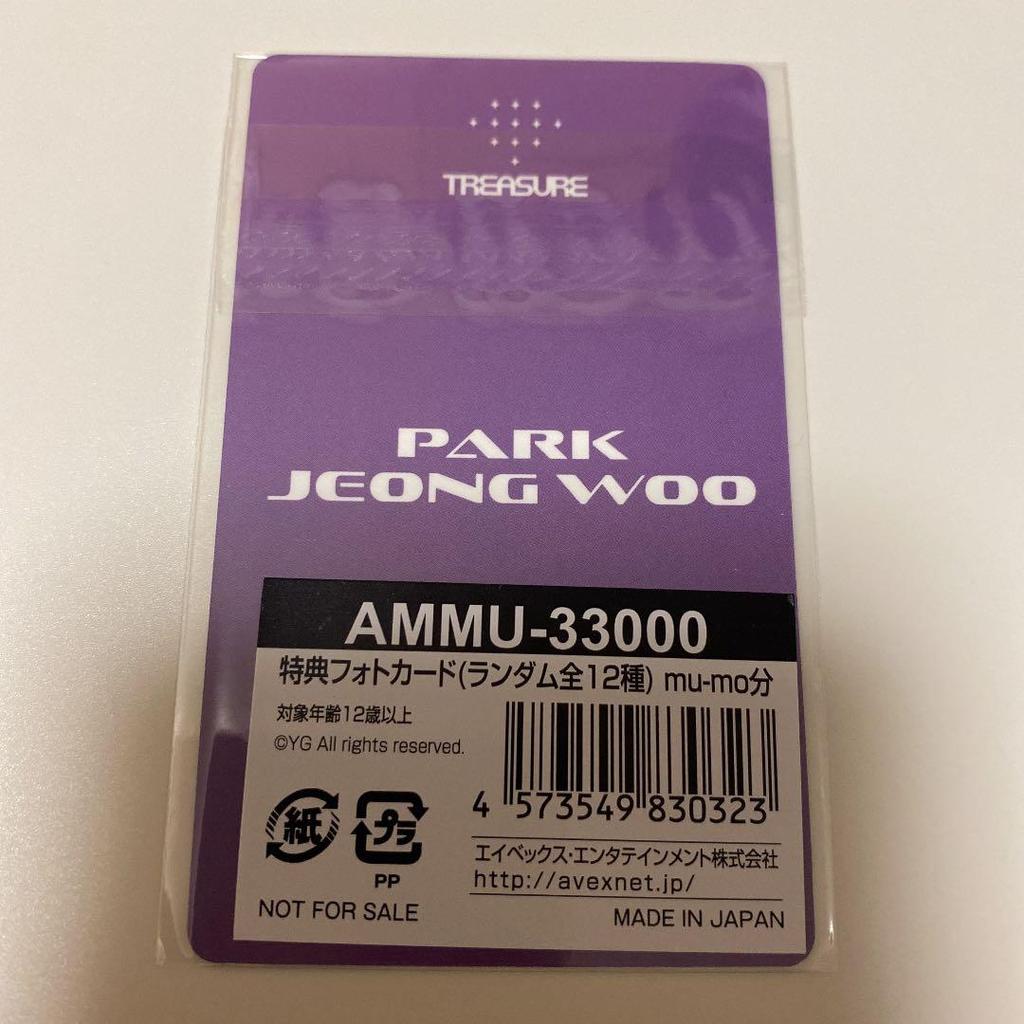 TREASURE
PARK
JEONG WOO
AMMU-33000
特典フォトカード(ランダム全12種) mu-mo分
対象年齢12歳以上
©YG All rights reserved.
4 573549 830323
紙
プラ
PP
エイベックス・エンタテインメント株式会社
http://avexnet.jp/
NOT FOR SALE
MADE IN JAPAN